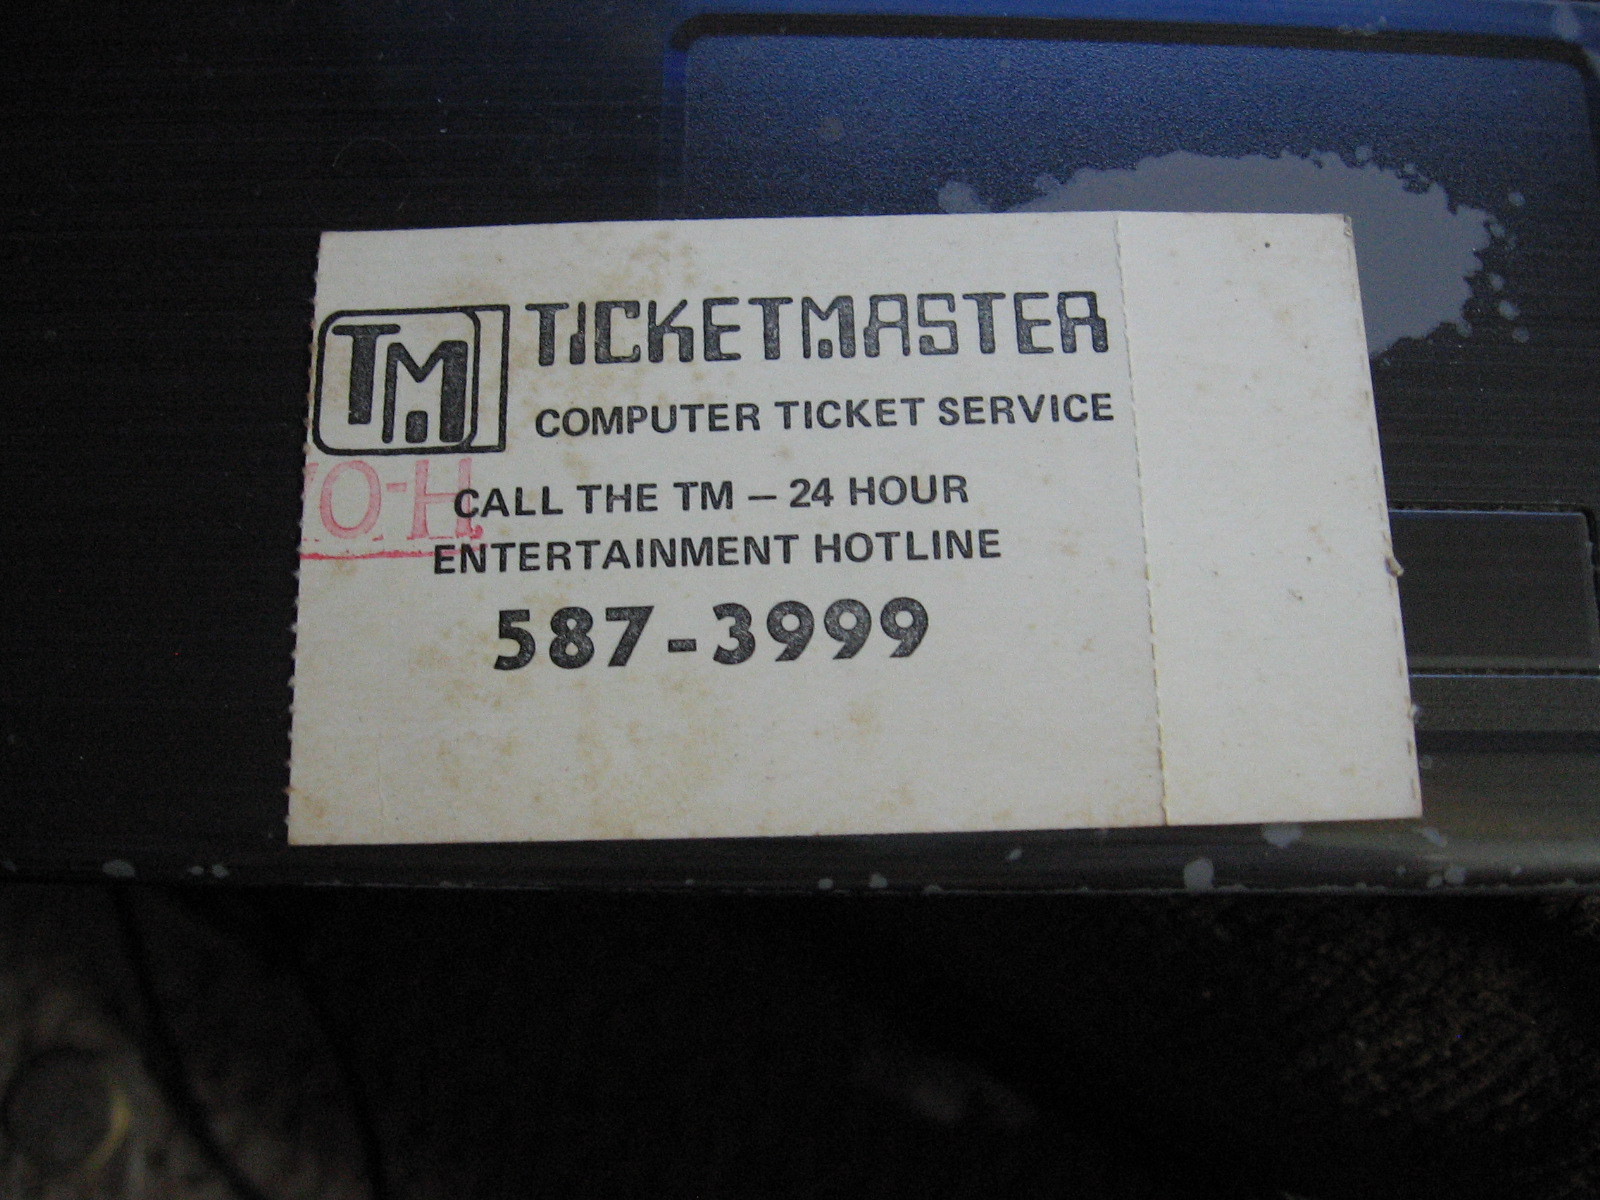 TM TICKETMASTER
COMPUTER TICKET SERVICE
O-H
CALL THE TM – 24 HOUR
ENTERTAINMENT HOTLINE
587-3999